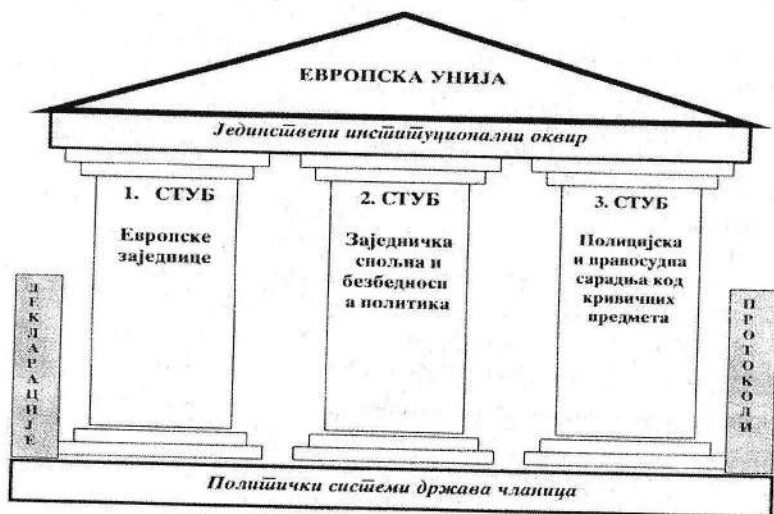 ЕВРОПСКА УНИЈА
Јединствени институционални оквир
1. СТУБ
Европске
заједнице
2. СТУБ
Заједничка
спољна и
безбедносн
а политика
3. СТУБ
Полицијска
и правосудна
сарадња код
кривичних
предмета
ДЕКЛАРАЦИЈЕ
ПРОТОКОЛИ
Политички системи држава чланица